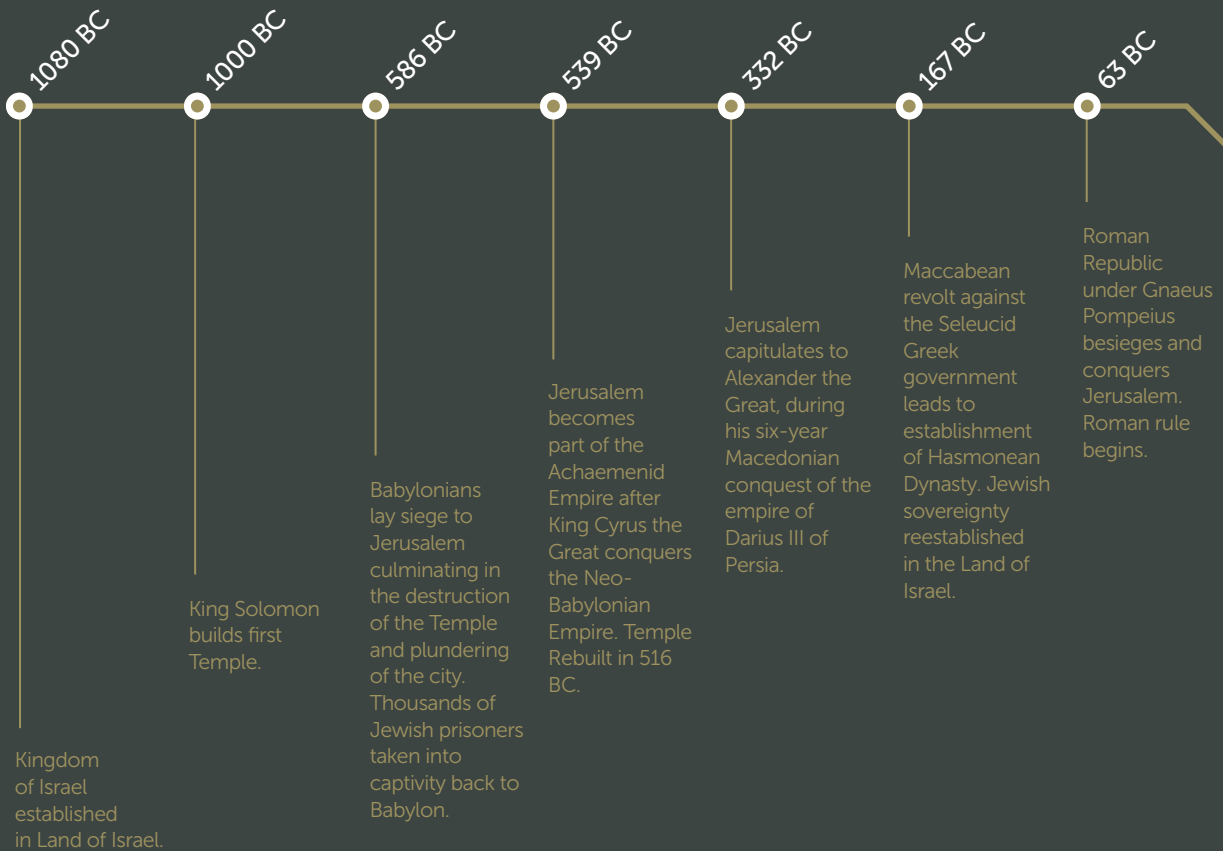 1080 BC
Kingdom
of Israel
established
in Land of Israel.
1000 BC
King Solomon
builds first
Temple.
586 BC
Babylonians
lay siege to
Jerusalem
culminating in
the destruction
of the Temple
and plundering
of the city.
Thousands of
Jewish prisoners
taken into
captivity back to
Babylon.
539 BC
Jerusalem
becomes
part of the
Achaemenid
Empire after
King Cyrus the
Great conquers
the Neo-
Babylonian
Empire. Temple
Rebuilt in 516
BC.
332 BC
Jerusalem
capitulates to
Alexander the
Great, during
his six-year
Macedonian
conquest of the
empire of
Darius III of
Persia.
167 BC
Maccabean
revolt against
the Seleucid
Greek
government
leads to
establishment
of Hasmonean
Dynasty. Jewish
sovereignty
reestablished
in the Land of
Israel.
63 BC
Roman
Republic
under Gnaeus
Pompeius
besieges and
conquers
Jerusalem.
Roman rule
begins.